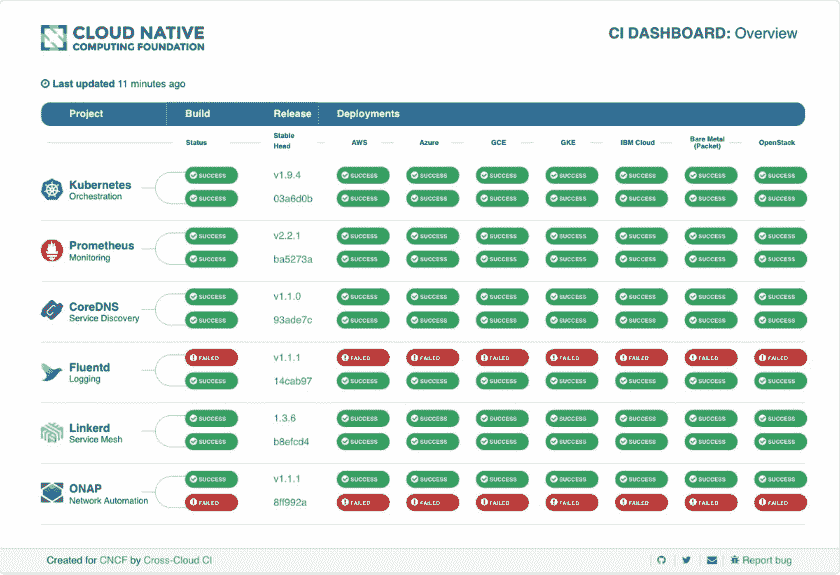 CLOUD NATIVE
COMPUTING FOUNDATION
CI DASHBOARD: Overview
Last updated 11 minutes ago
Project Build Release Deployments
Status Stable Head AWS Azure GCE GKE IBM Cloud Bare Metal (Packet) OpenStack
Kubernetes
Orchestration
SUCCESS v1.9.4 SUCCESS SUCCESS SUCCESS SUCCESS SUCCESS SUCCESS SUCCESS
SUCCESS 03a6d0b SUCCESS SUCCESS SUCCESS SUCCESS SUCCESS SUCCESS SUCCESS
Prometheus
Monitoring
SUCCESS v2.2.1 SUCCESS SUCCESS SUCCESS SUCCESS SUCCESS SUCCESS SUCCESS
SUCCESS ba5273a SUCCESS SUCCESS SUCCESS SUCCESS SUCCESS SUCCESS SUCCESS
CoreDNS
Service Discovery
SUCCESS v1.1.0 SUCCESS SUCCESS SUCCESS SUCCESS SUCCESS SUCCESS SUCCESS
SUCCESS 93ade7c SUCCESS SUCCESS SUCCESS SUCCESS SUCCESS SUCCESS SUCCESS
Fluentd
Logging
FAILED v1.1.1 FAILED FAILED FAILED FAILED FAILED FAILED FAILED
SUCCESS 14cab97 SUCCESS SUCCESS SUCCESS SUCCESS SUCCESS SUCCESS SUCCESS
Linkerd
Service Mesh
SUCCESS 1.3.6 SUCCESS SUCCESS SUCCESS SUCCESS SUCCESS SUCCESS SUCCESS
SUCCESS b8efcd4 SUCCESS SUCCESS SUCCESS SUCCESS SUCCESS SUCCESS SUCCESS
ONAP
Network Automation
SUCCESS v1.1.1 SUCCESS SUCCESS SUCCESS SUCCESS SUCCESS SUCCESS SUCCESS
FAILED 8ff992a FAILED FAILED FAILED FAILED FAILED FAILED FAILED
Created for CNCF by Cross-Cloud CI
Report bug